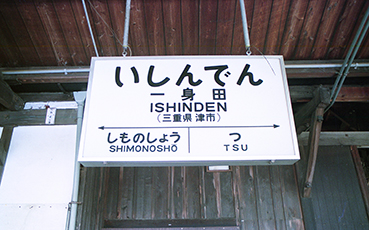 いしんでん
一身田
ISHINDEN
（三重県 津市）
しものしょう つ
SHIMONOSHŌ TSU